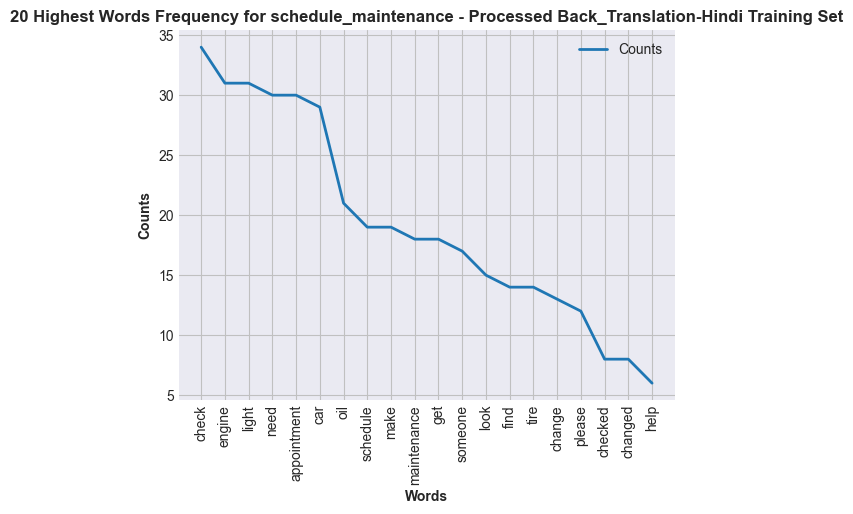 20 Highest Words Frequency for schedule_maintenance - Processed Back_Translation-Hindi Training Set
Counts
35
30
25
20
15
10
5
Counts
check
engine
light
need
appointment
car
oil
schedule
make
maintenance
get
someone
look
find
tire
change
please
checked
changed
help
Words